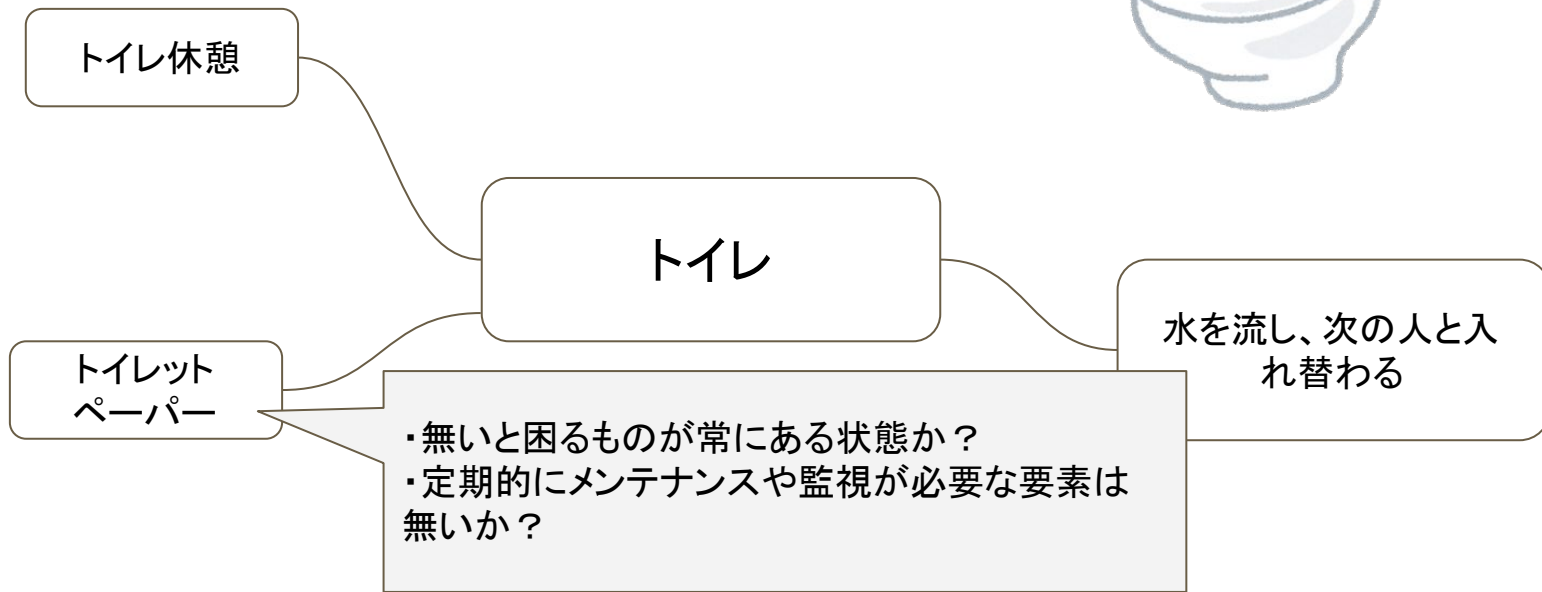 トイレ休憩
トイレ
水を流し、次の人と入
れ替わる
トイレット
ペーパー
・無いと困るものが常にある状態か？
・定期的にメンテナンスや監視が必要な要素は
無いか？